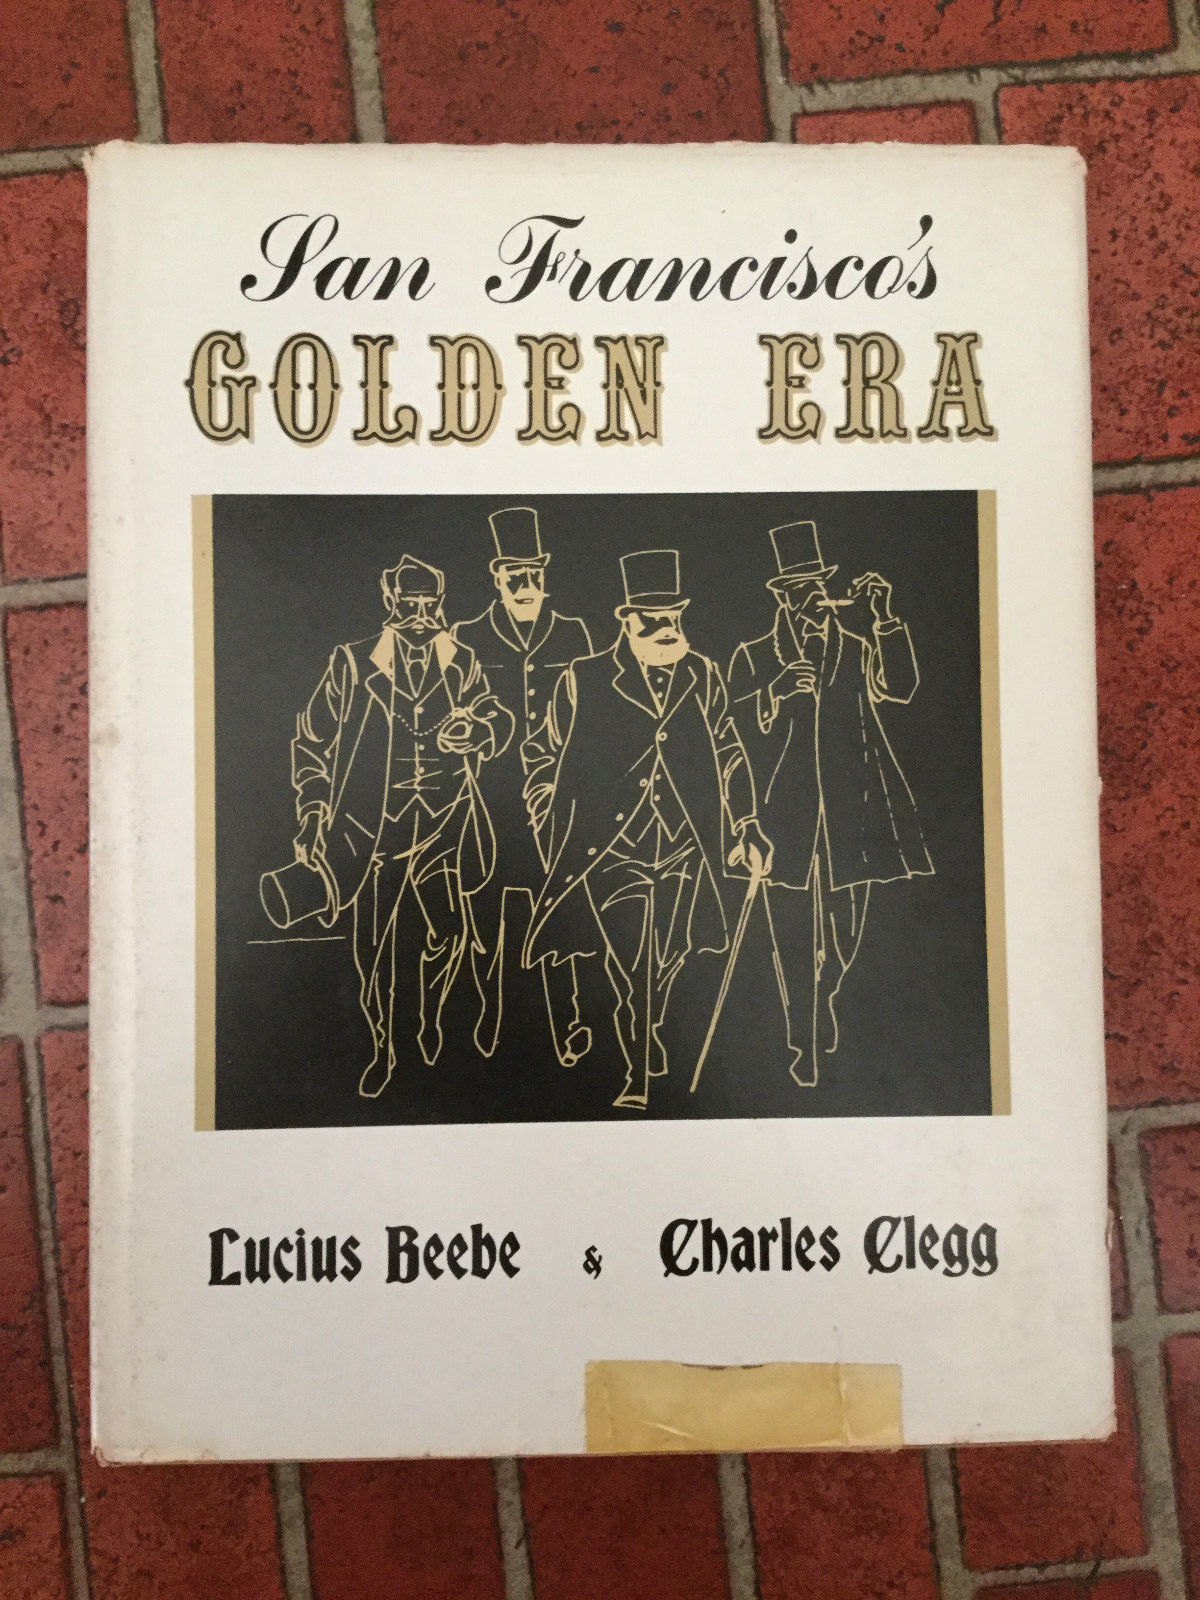 San Francisco's
GOLDEN ERA
Lucius Beebe & Charles Clegg